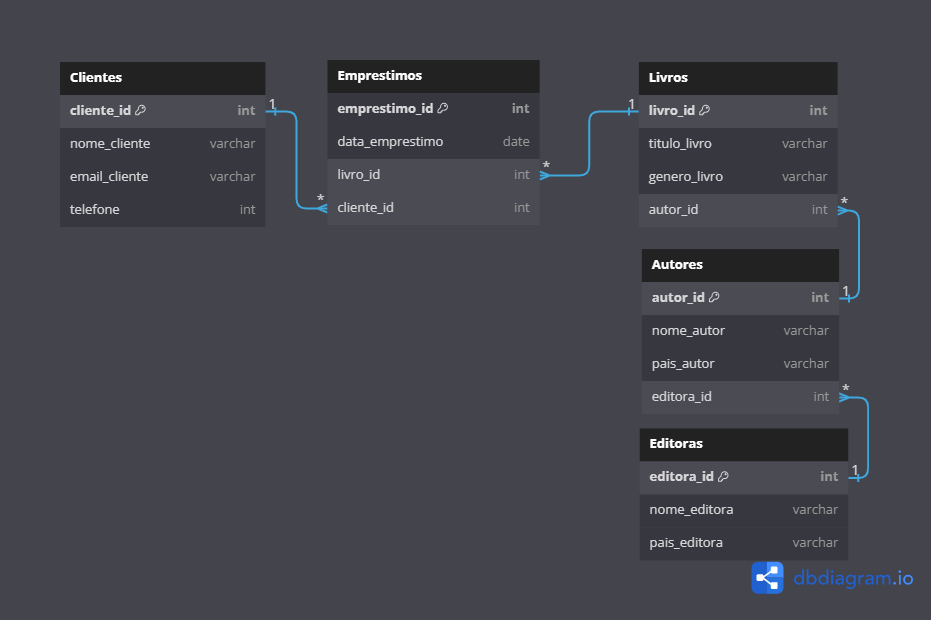 Clientes
cliente_id int
nome_cliente varchar
email_cliente varchar
telefone int
1
*
Emprestimos
emprestimo_id int
data_emprestimo date
livro_id int
cliente_id int
*
1
Livros
livro_id int
titulo_livro varchar
genero_livro varchar
autor_id int
*
Autores
autor_id int
1
nome_autor varchar
pais_autor varchar
editora_id int
*
Editoras
editora_id int
1
nome_editora varchar
pais_editora varchar
dbdiagram.io